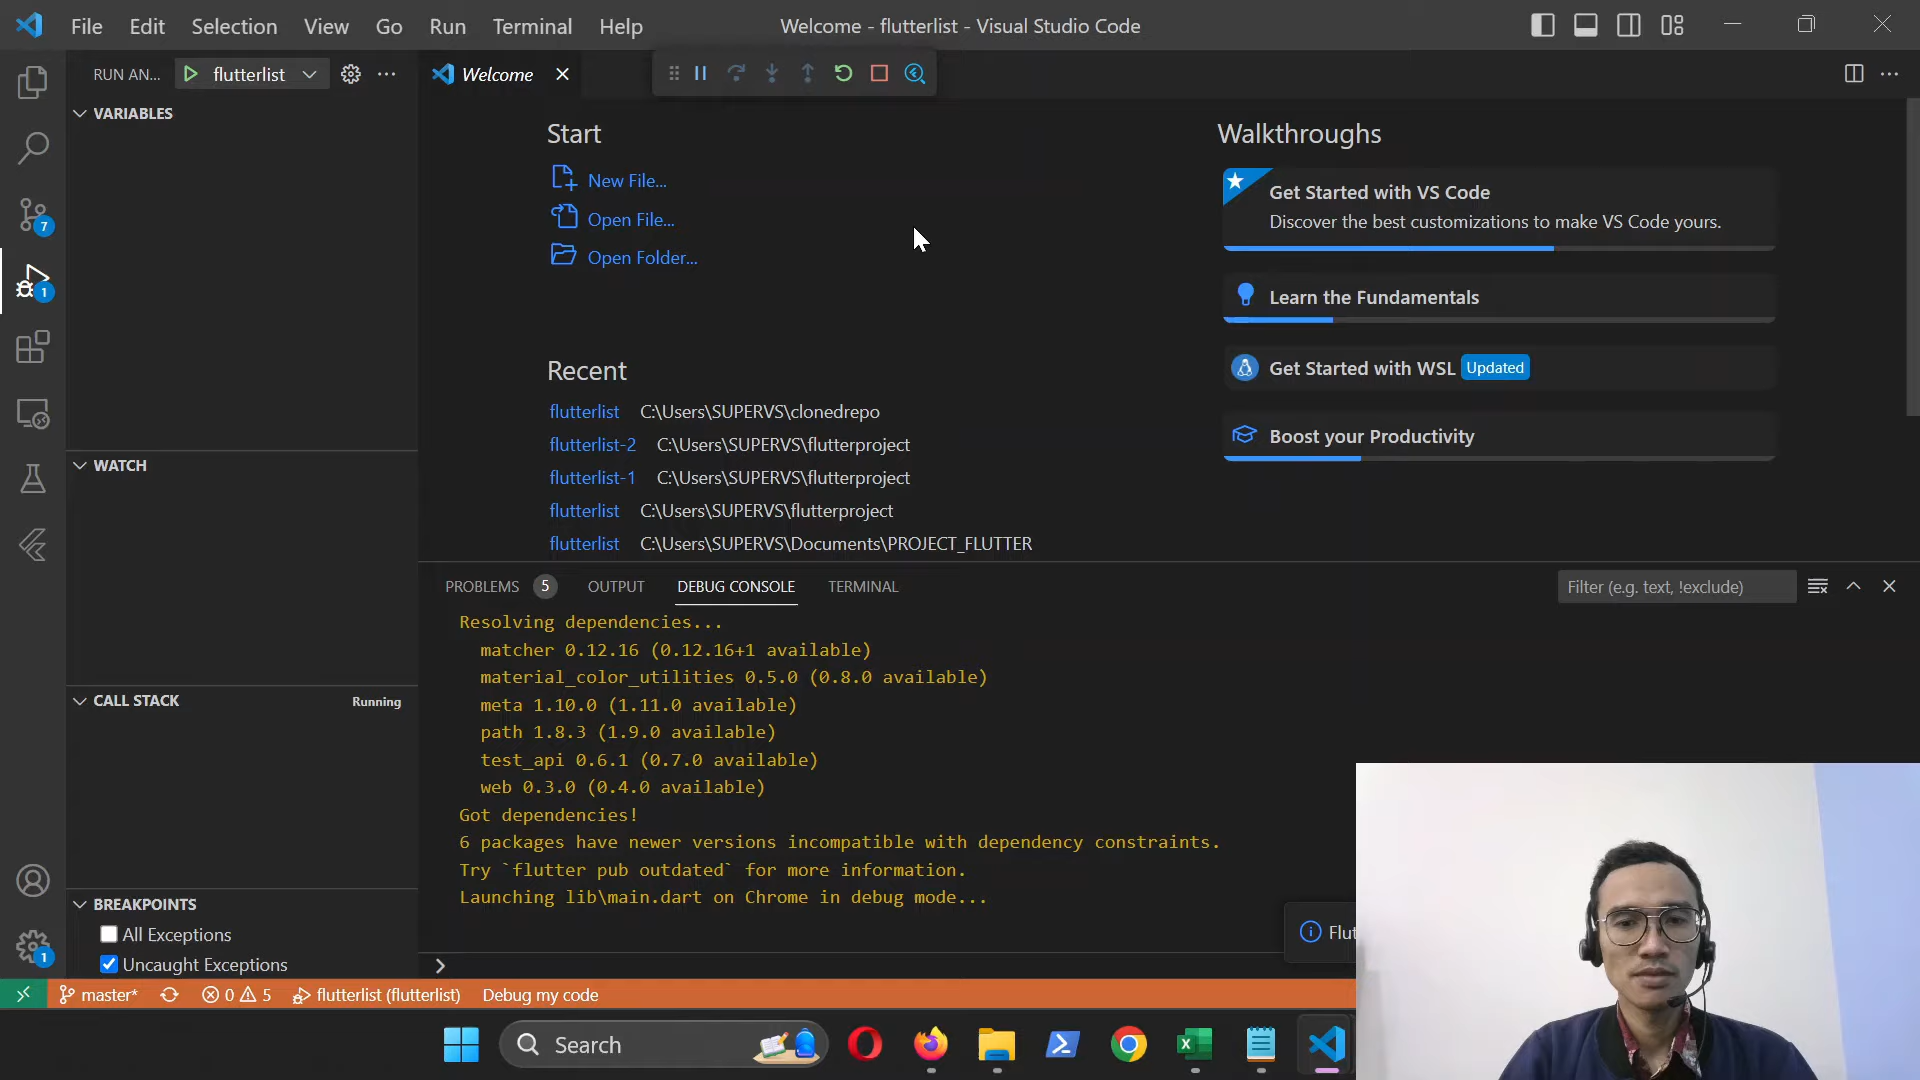 File Edit Selection View Go Run Terminal Help
Welcome - flutterlist - Visual Studio Code
RUN AN... flutterlist
Welcome
VARIABLES
WATCH
CALL STACK Running
BREAKPOINTS
All Exceptions
Uncaught Exceptions
7
1
1
Start
New File...
Open File...
Open Folder...
Recent
flutterlist C:\Users\SUPERVS\clonedrepo
flutterlist-2 C:\Users\SUPERVS\flutterproject
flutterlist-1 C:\Users\SUPERVS\flutterproject
flutterlist C:\Users\SUPERVS\flutterproject
flutterlist C:\Users\SUPERVS\Documents\PROJECT_FLUTTER
Walkthroughs
Get Started with VS Code
Discover the best customizations to make VS Code yours.
Learn the Fundamentals
Get Started with WSL Updated
Boost your Productivity
PROBLEMS 5 OUTPUT DEBUG CONSOLE TERMINAL
Filter (e.g. text, !exclude)
Resolving dependencies...
matcher 0.12.16 (0.12.16+1 available)
material_color_utilities 0.5.0 (0.8.0 available)
meta 1.10.0 (1.11.0 available)
path 1.8.3 (1.9.0 available)
test_api 0.6.1 (0.7.0 available)
web 0.3.0 (0.4.0 available)
Got dependencies!
6 packages have newer versions incompatible with dependency constraints.
Try `flutter pub outdated` for more information.
Launching lib\main.dart on Chrome in debug mode...
Flut
master* 0 5 flutterlist (flutterlist) Debug my code
Search